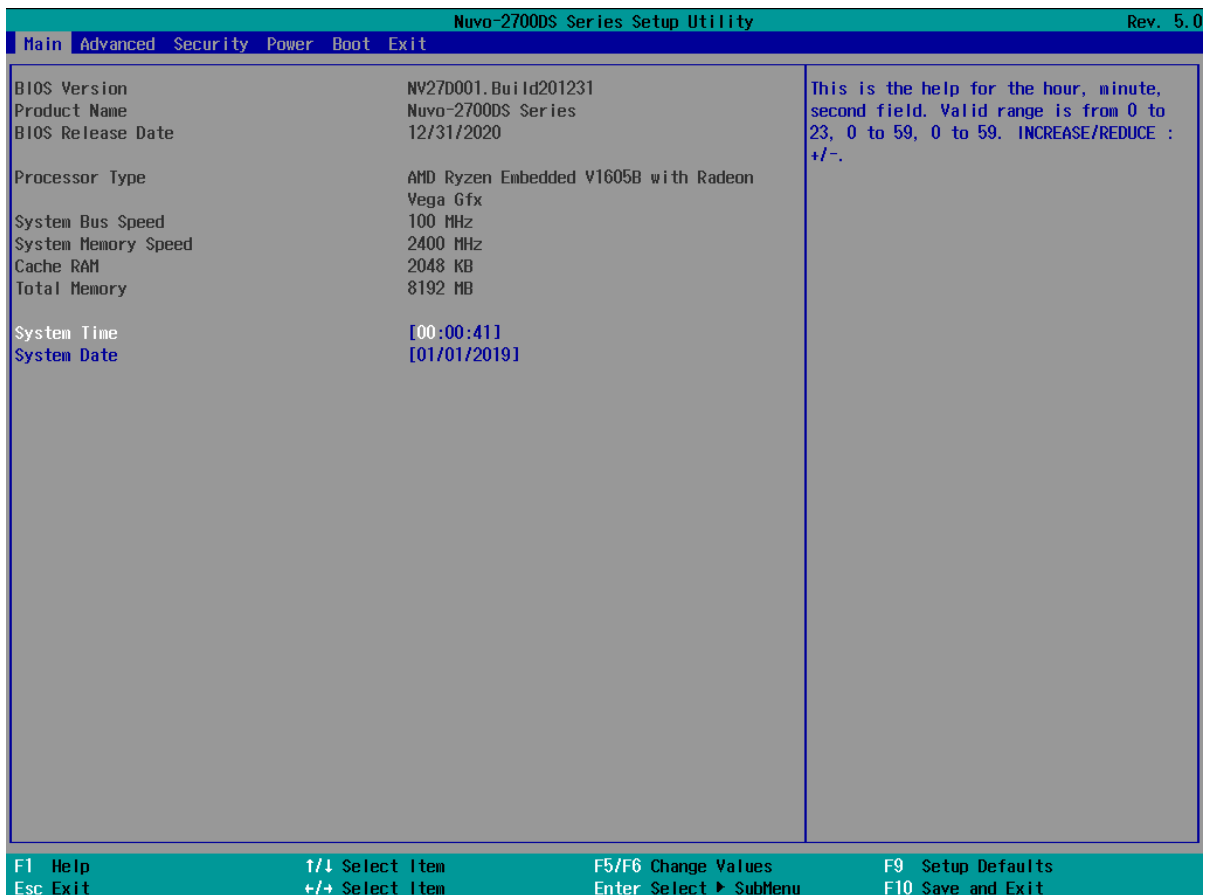 Nuvo-2700DS Series Setup Utility Rev. 5.0
Main Advanced Security Power Boot Exit
BIOS Version NV27D001.Build201231
Product Name Nuvo-2700DS Series
BIOS Release Date 12/31/2020
Processor Type AMD Ryzen Embedded V1605B with Radeon
Vega Gfx
System Bus Speed 100 MHz
System Memory Speed 2400 MHz
Cache RAM 2048 KB
Total Memory 8192 MB
System Time [00:00:41]
System Date [01/01/2019]
This is the help for the hour, minute,
second field. Valid range is from 0 to
23, 0 to 59, 0 to 59. INCREASE/REDUCE :
+/-.
F1 Help ↑/↓ Select Item F5/F6 Change Values F9 Setup Defaults
Esc Exit ←/→ Select Item Enter Select ▶ SubMenu F10 Save and Exit